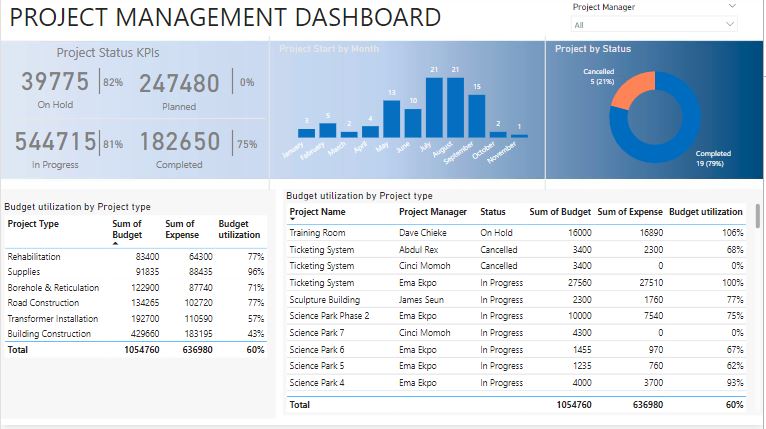 PROJECT MANAGEMENT DASHBOARD
Project Manager
All
Project Status KPIs
39775 82% 247480 0%
On Hold Planned
544715 81% 182650 75%
In Progress Completed
Project Start by Month
3 5 2 4 13 10 21 21 15 2 1
January February March April May June July August September October November
Project by Status
Cancelled
5 (21%)
Completed
19 (79%)
Budget utilization by Project type
Project Type Sum of Budget Sum of Expense Budget utilization
Rehabilitation 83400 64300 77%
Supplies 91835 88435 96%
Borehole & Reticulation 122900 87740 71%
Road Construction 134265 102720 77%
Transformer Installation 192700 110590 57%
Building Construction 429660 183195 43%
Total 1054760 636980 60%
Budget utilization by Project type
Project Name Project Manager Status Sum of Budget Sum of Expense Budget utilization
Training Room Dave Chieke On Hold 16000 16890 106%
Ticketing System Abdul Rex Cancelled 3400 2300 68%
Ticketing System Cinci Momoh Cancelled 3400 0 0%
Ticketing System Ema Ekpo In Progress 27560 27510 100%
Sculpture Building James Seun In Progress 2300 1760 77%
Science Park Phase 2 Ema Ekpo In Progress 10000 7540 75%
Science Park 7 Cinci Momoh In Progress 4300 0 0%
Science Park 6 Ema Ekpo In Progress 1455 970 67%
Science Park 5 Ema Ekpo In Progress 1235 760 62%
Science Park 4 Ema Ekpo In Progress 4000 3700 93%
Total 1054760 636980 60%